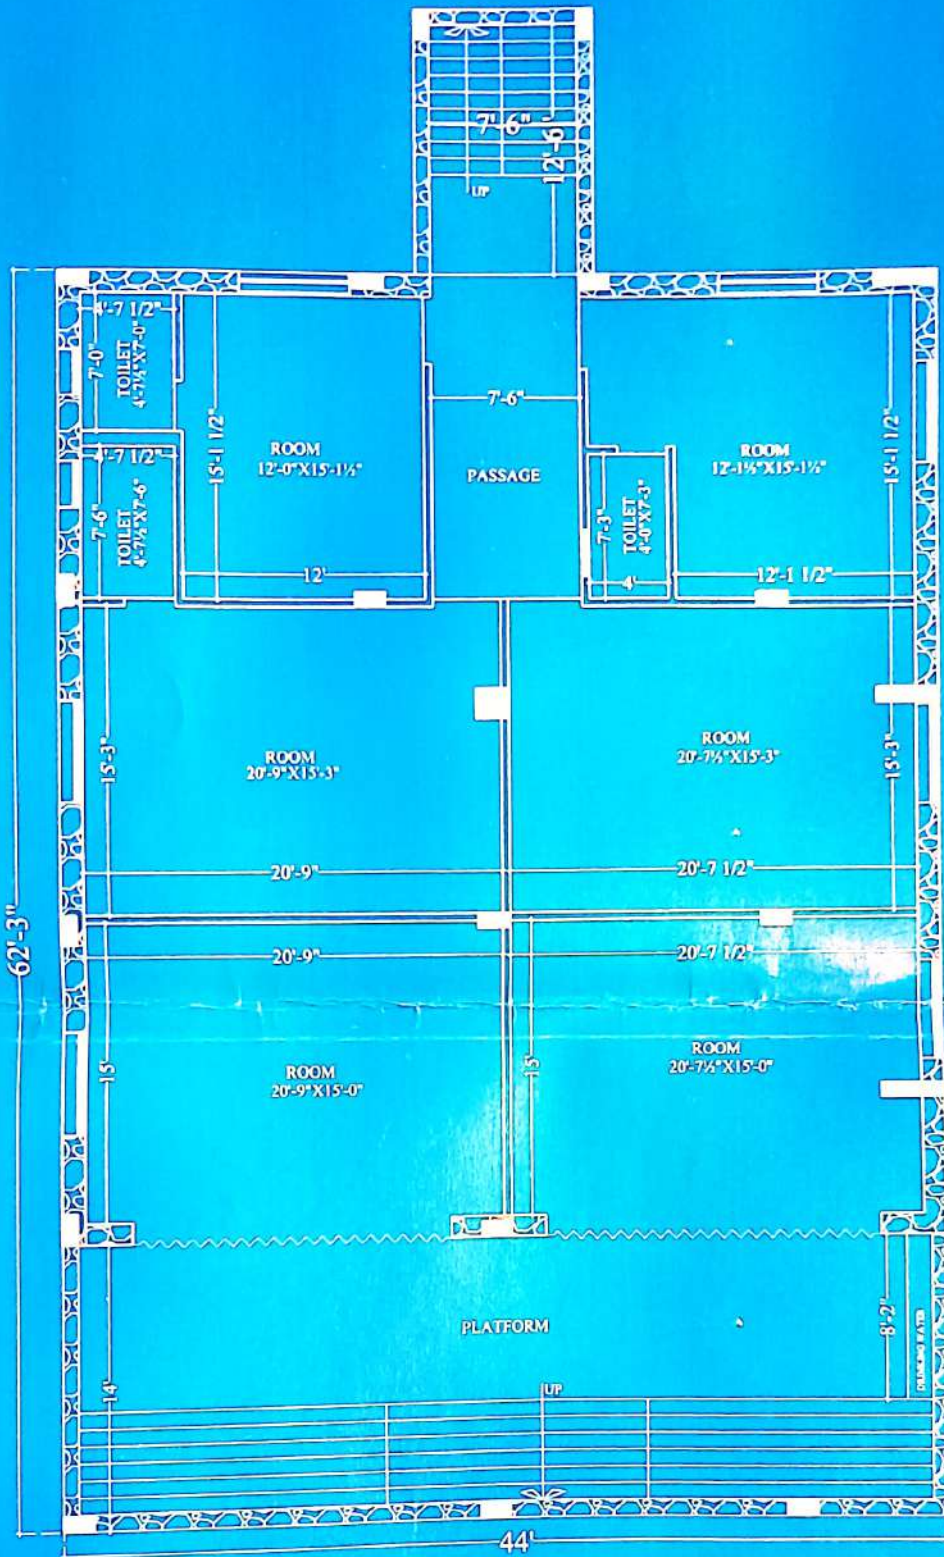 7'-6"
12'-6"
UP
4'-7 1/2"
7'-0"
TOILET
4'-7½"X7'-0"
15'-1 1/2"
ROOM
12'-0"X15'-1½"
7'-6"
PASSAGE
ROOM
12'-1½"X15'-1½"
15'-1 1/2"
4'-7 1/2"
7'-6"
TOILET
4'-7½"X7'-6"
12'
7'-3"
TOILET
4'-0"X7'-3"
4'
12'-1 1/2"
15'-3"
ROOM
20'-9"X15'-3"
ROOM
20'-7½"X15'-3"
15'-3"
20'-9"
20'-7 1/2"
62'-3"
20'-9"
20'-7 1/2"
15'
ROOM
20'-9"X15'-0"
15'
ROOM
20'-7½"X15'-0"
PLATFORM
8'-2"
DRINKING WATER
14'
UP
44'